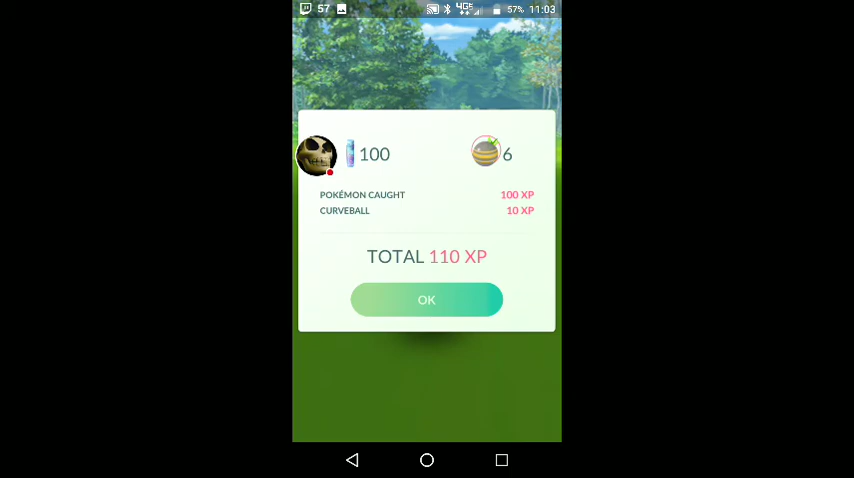 57 4G 57% 11:03
100 6
POKÉMON CAUGHT 100 XP
CURVEBALL 10 XP
TOTAL 110 XP
OK